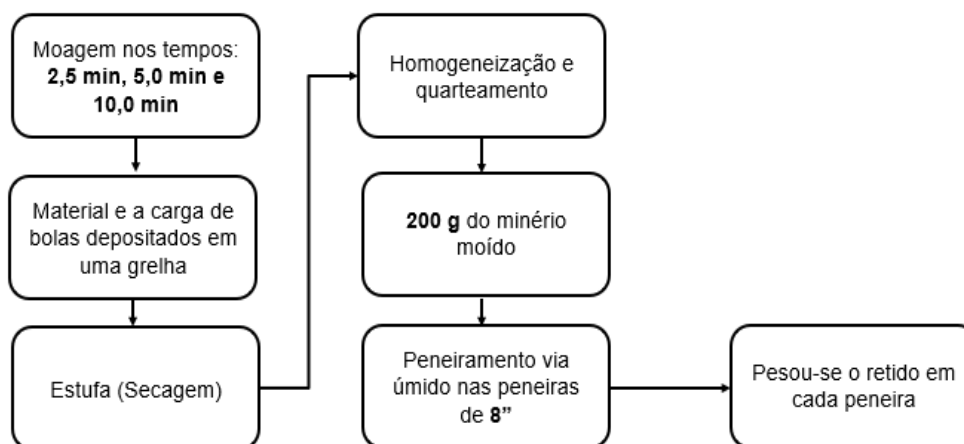 Moagem nos tempos:
2,5 min, 5,0 min e
10,0 min
Material e a carga de
bolas depositados em
uma grelha
Estufa (Secagem)
Homogeneização e
quarteamento
200 g do minério
moído
Peneiramento via
úmido nas peneiras
de 8”
Pesou-se o retido em
cada peneira